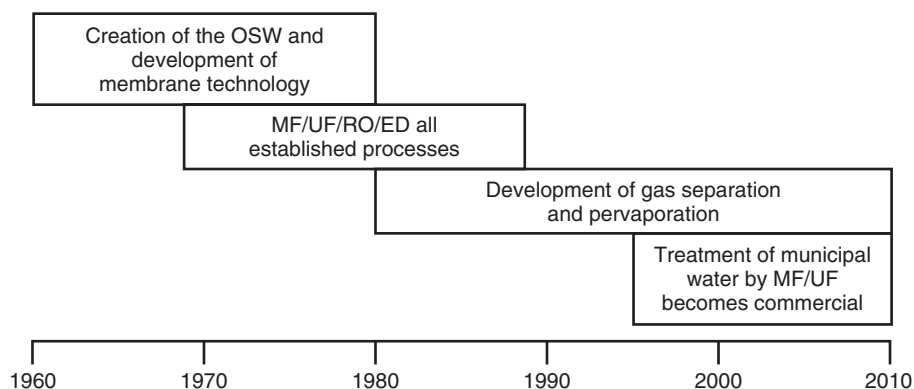 Creation of the OSW and
development of
membrane technology
MF/UF/RO/ED all
established processes
Development of gas separation
and pervaporation
Treatment of municipal
water by MF/UF
becomes commercial
1960 1970 1980 1990 2000 2010